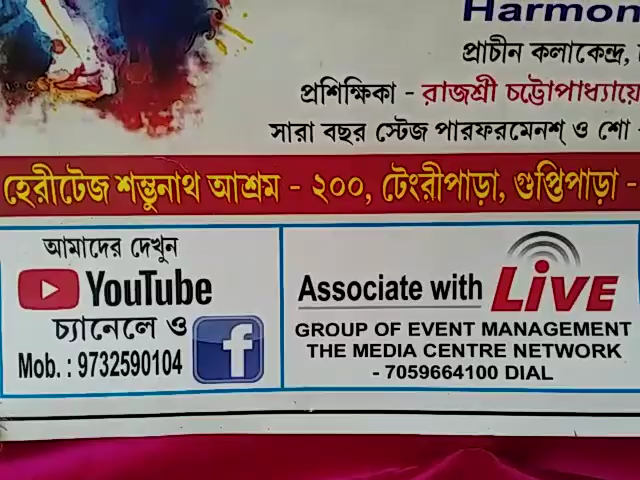 Harmon
প্রাচীন কলাকেন্দ্র,
প্রশিক্ষিকা - রাজশ্রী চট্টোপাধ্যায়ে
সারা বছর স্টেজ পারফরমেনশ্ ও শো -
হেরীটেজ শম্ভুনাথ আশ্রম - ২০০, টেংরীপাড়া, গুপ্তিপাড়া -
আমাদের দেখুন
YouTube
চ্যানেলে ও f
Mob. : 9732590104
Associate with LiVE
GROUP OF EVENT MANAGEMENT
THE MEDIA CENTRE NETWORK
- 7059664100 DIAL